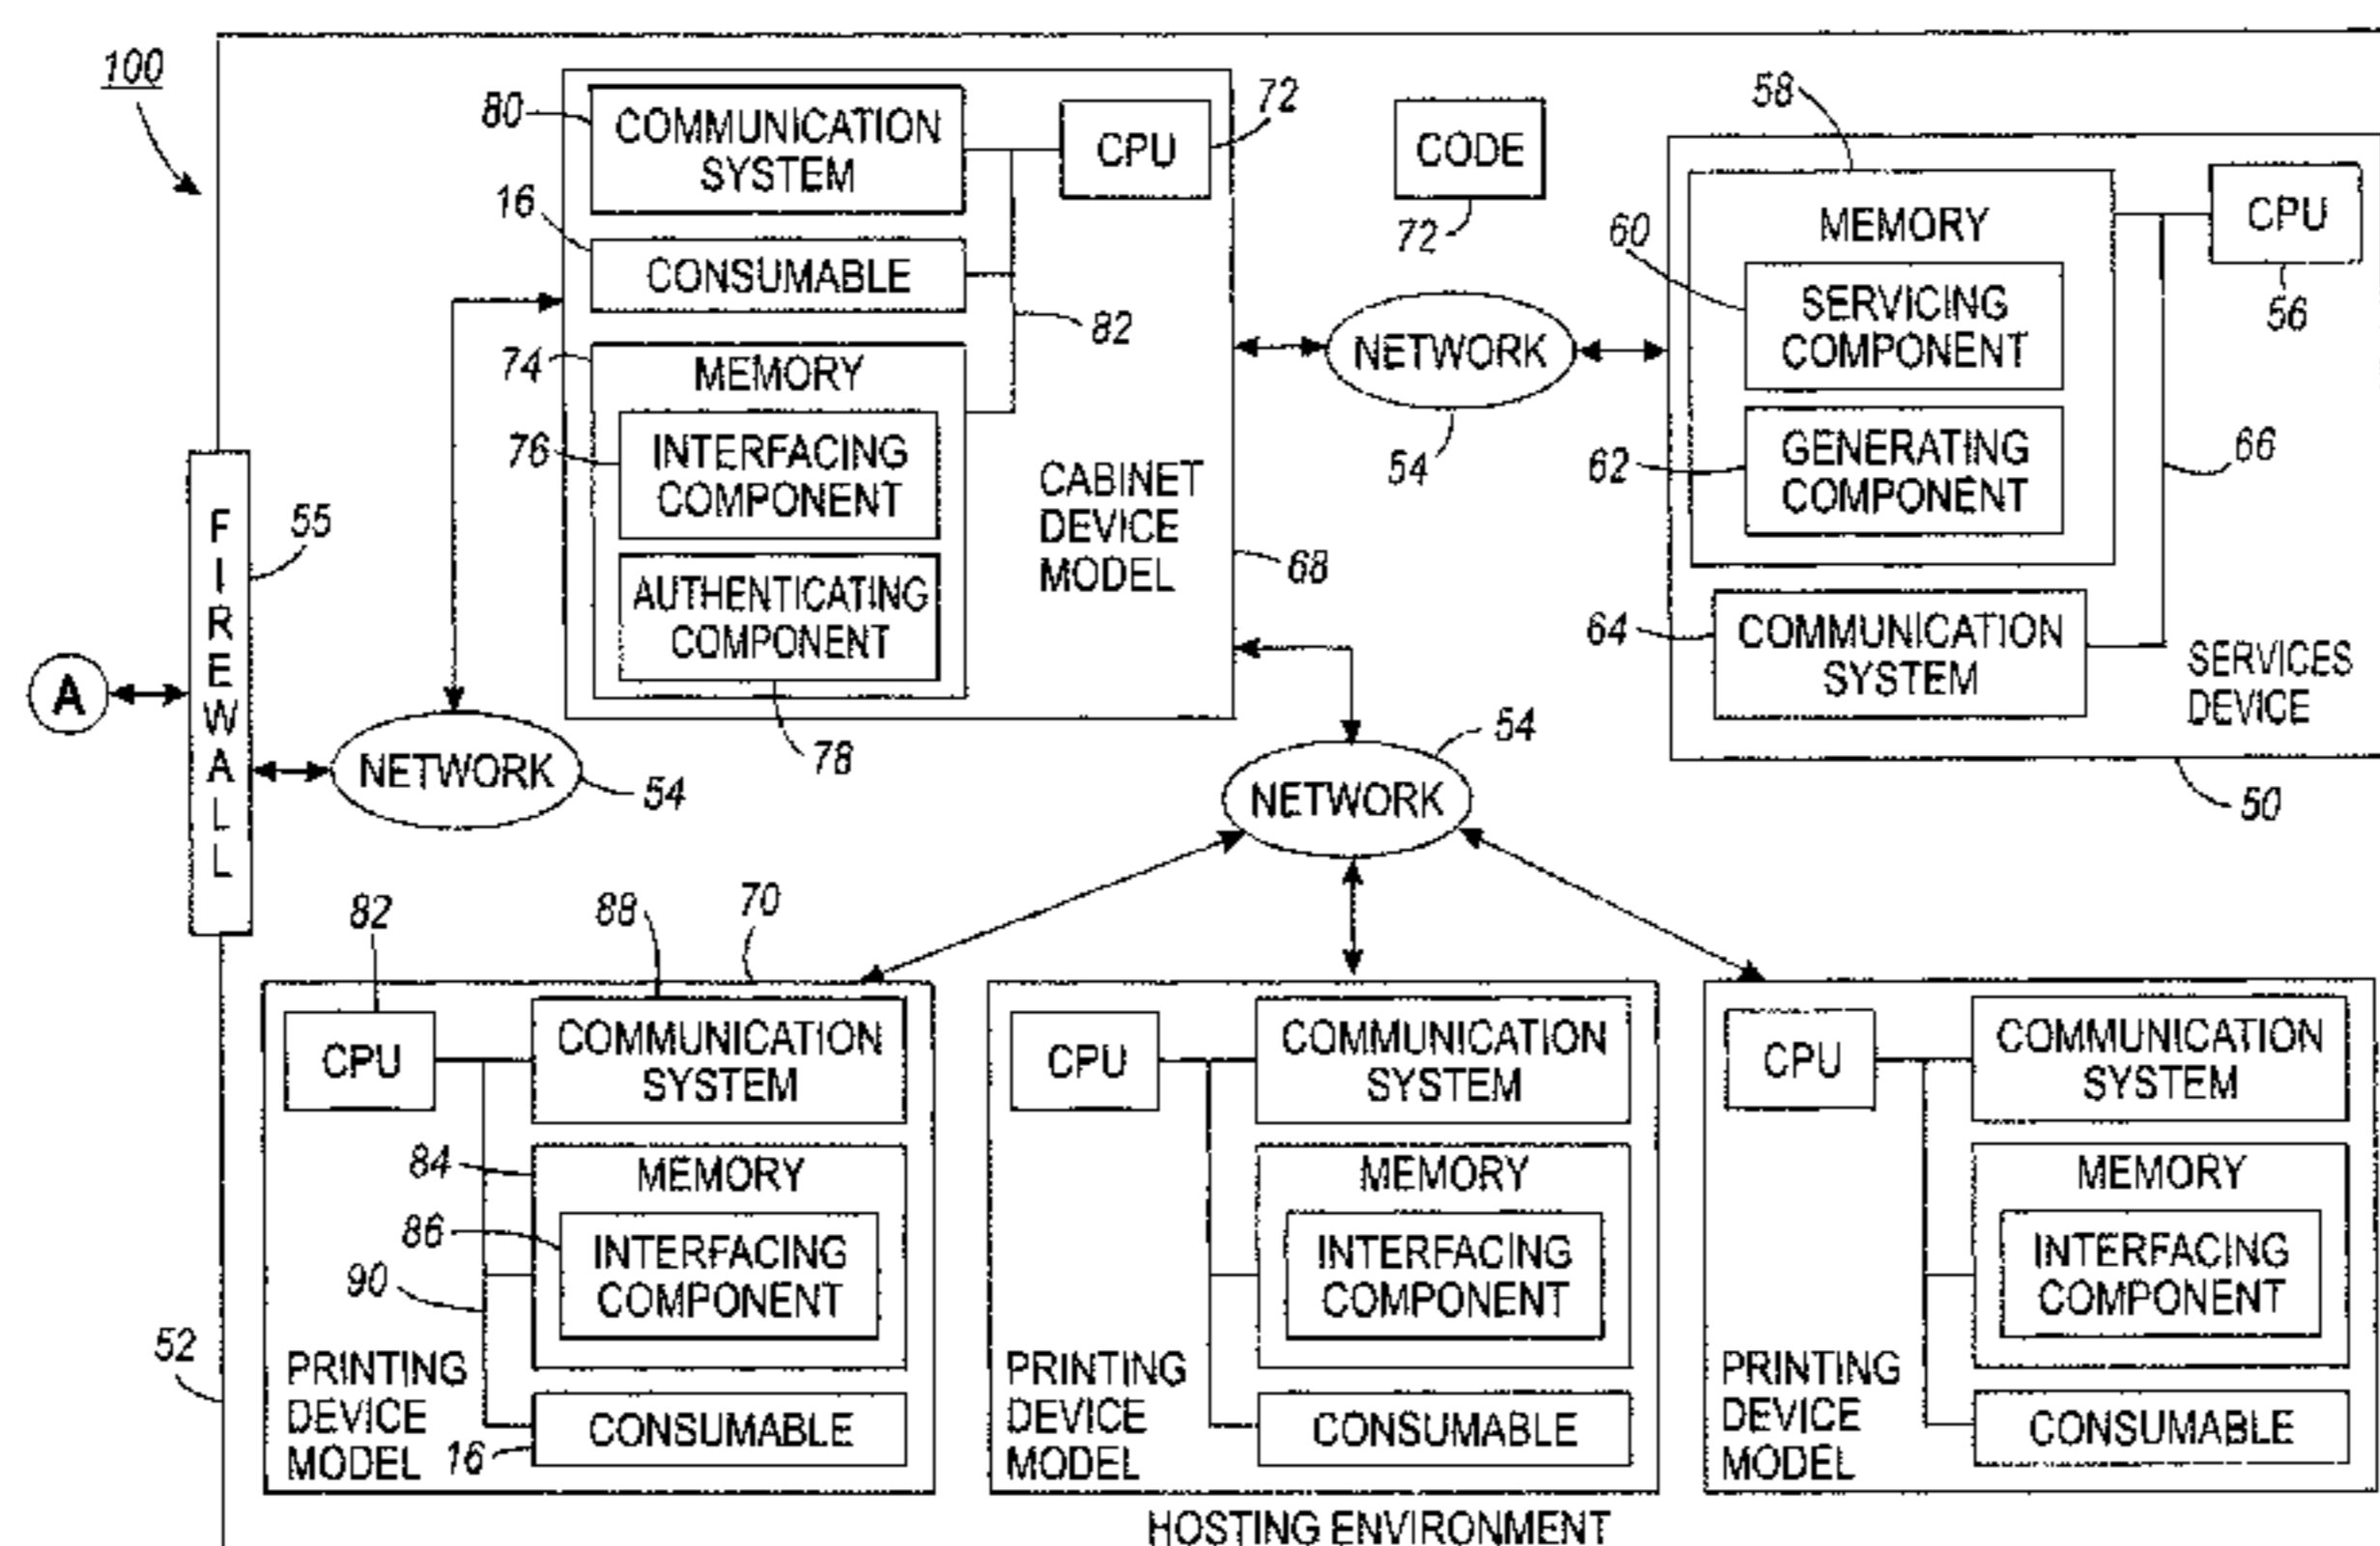 100
80
COMMUNICATION
SYSTEM
CPU
72
16
CONSUMABLE
82
74
MEMORY
76
INTERFACING
COMPONENT
AUTHENTICATING
COMPONENT
78
CABINET
DEVICE
MODEL
68
CODE
72
NETWORK
54
58
MEMORY
CPU
56
60
SERVICING
COMPONENT
62
GENERATING
COMPONENT
66
64
COMMUNICATION
SYSTEM
SERVICES
DEVICE
50
A
FIREWALL
55
NETWORK
54
NETWORK
54
52
70
82
CPU
88
COMMUNICATION
SYSTEM
84
MEMORY
86
INTERFACING
COMPONENT
90
PRINTING
DEVICE
MODEL
16
CONSUMABLE
CPU
COMMUNICATION
SYSTEM
MEMORY
INTERFACING
COMPONENT
PRINTING
DEVICE
MODEL
CONSUMABLE
CPU
COMMUNICATION
SYSTEM
MEMORY
INTERFACING
COMPONENT
PRINTING
DEVICE
MODEL
CONSUMABLE
HOSTING ENVIRONMENT